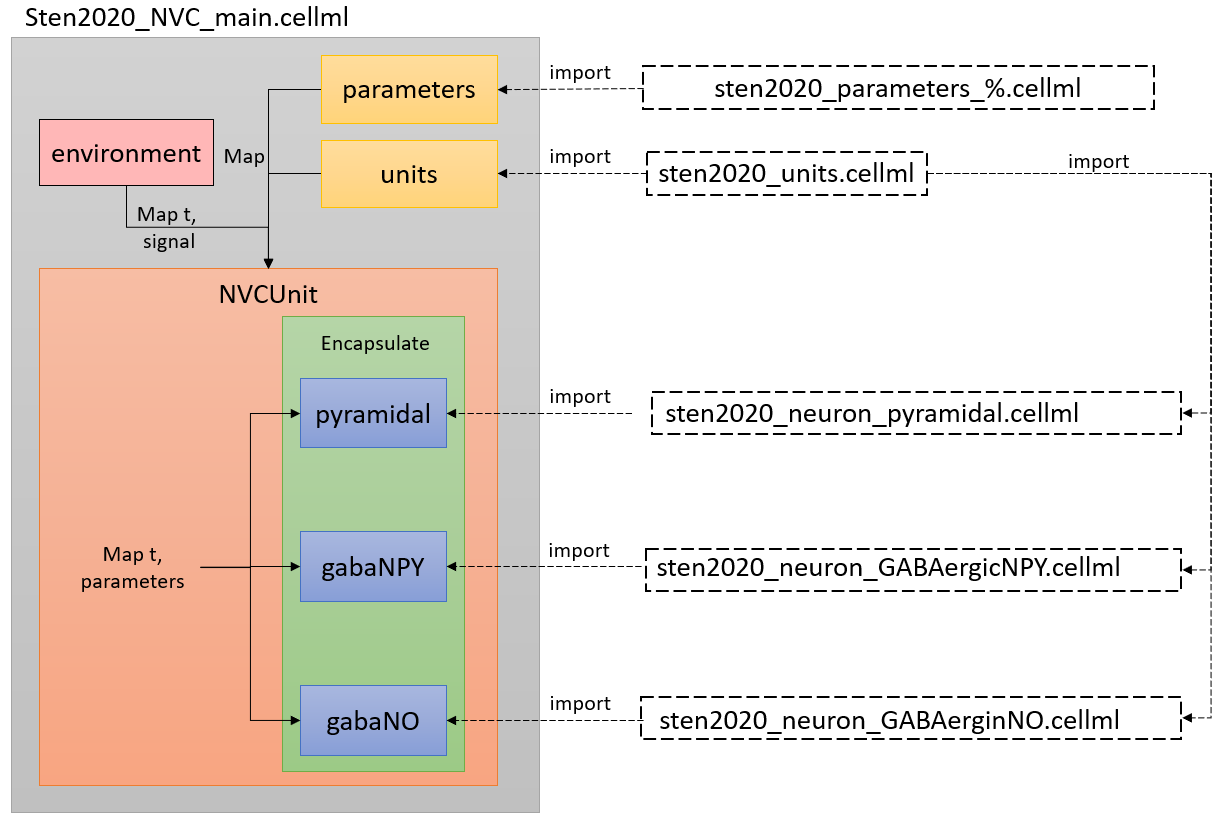 Sten2020_NVC_main.cellml
parameters
import
sten2020_parameters_%.cellml
environment
Map
units
import
sten2020_units.cellml
import
Map t,
signal
NVCUnit
Encapsulate
pyramidal
import
sten2020_neuron_pyramidal.cellml
Map t,
parameters
gabaNPY
import
sten2020_neuron_GABAergicNPY.cellml
gabaNO
import
sten2020_neuron_GABAerginNO.cellml